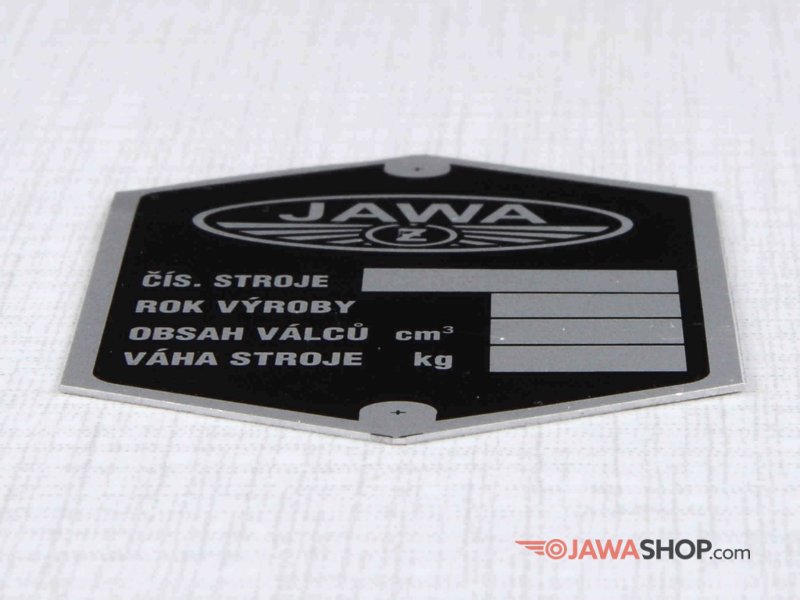 JAWA
Z
ČÍS. STROJE
ROK VÝROBY
OBSAH VÁLCŮ cm³
VÁHA STROJE kg
JAWASHOP.com